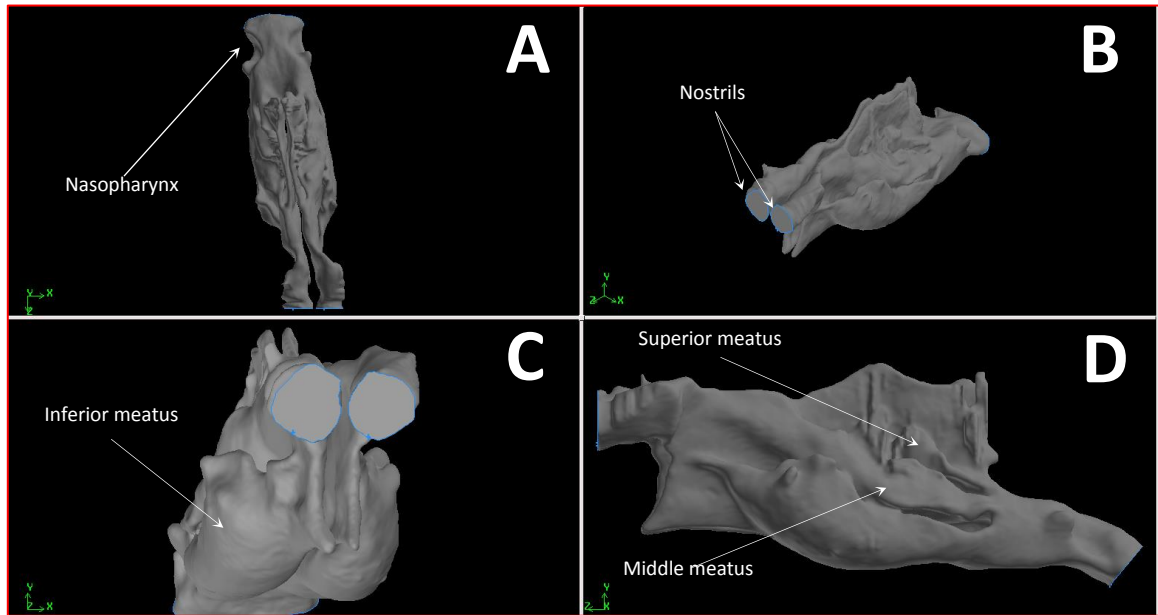 A
Nasopharynx
Y X
Z
B
Nostrils
Y
Z X
C
Inferior meatus
Y
Z X
D
Superior meatus
Middle meatus
Y
Z X